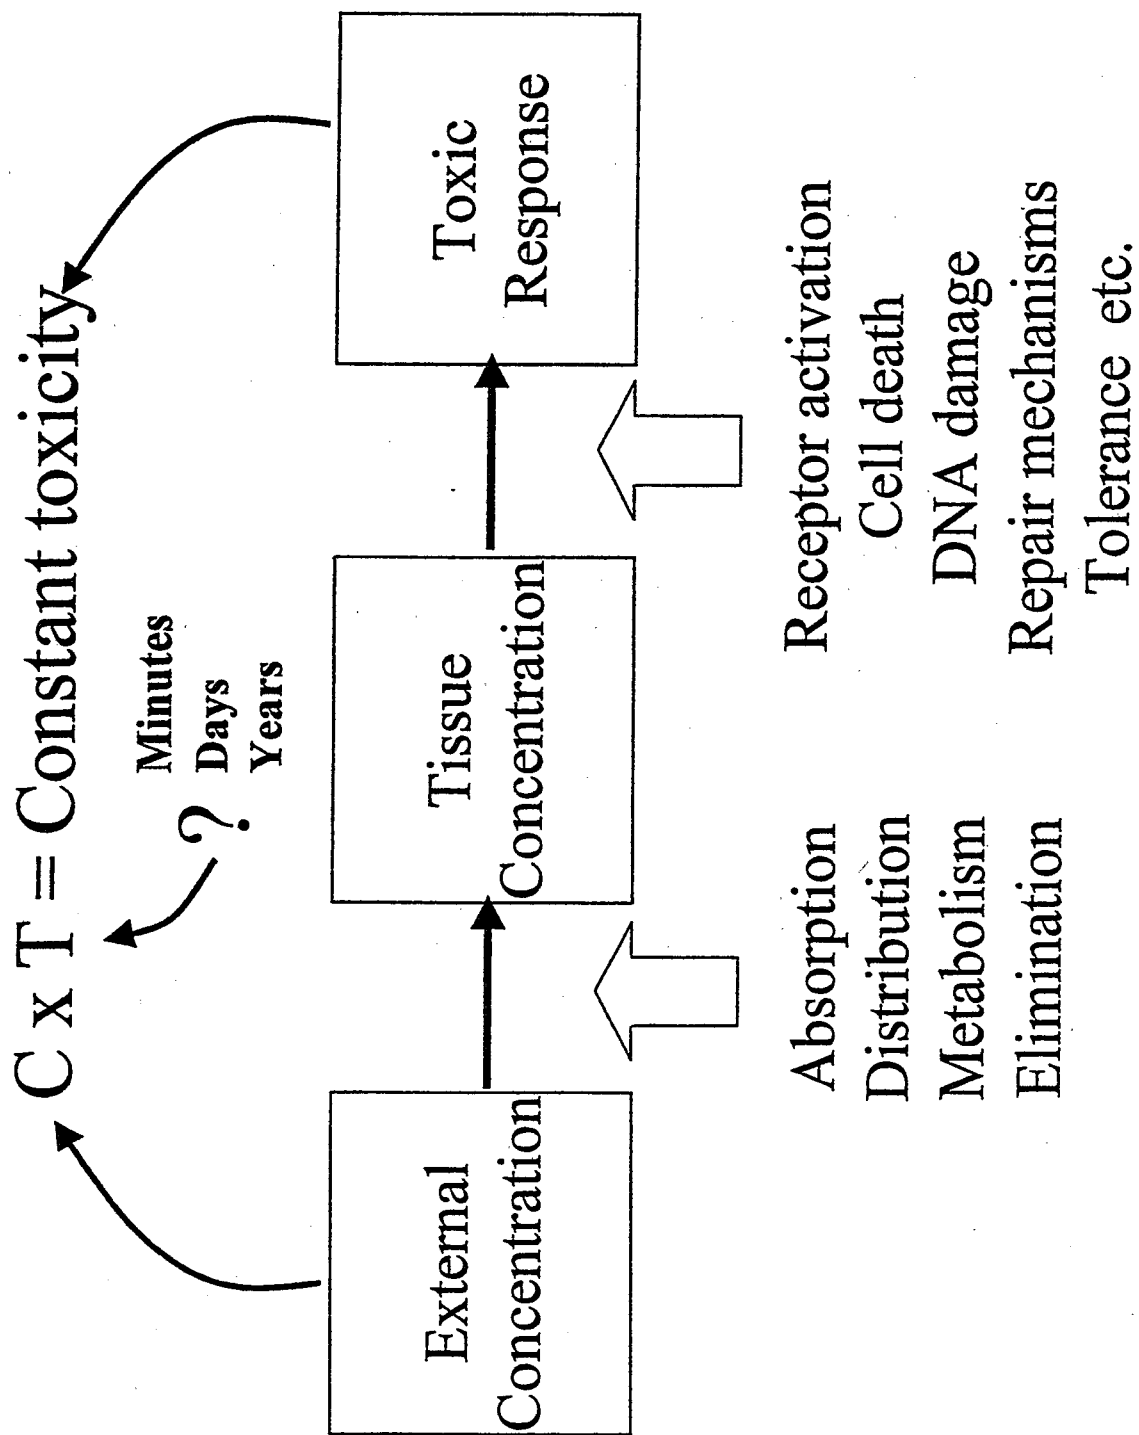 C x T = Constant toxicity
?
Minutes
Days
Years
External
Concentration
Tissue
Concentration
Toxic
Response
Absorption
Distribution
Metabolism
Elimination
Receptor activation
Cell death
DNA damage
Repair mechanisms
Tolerance etc.